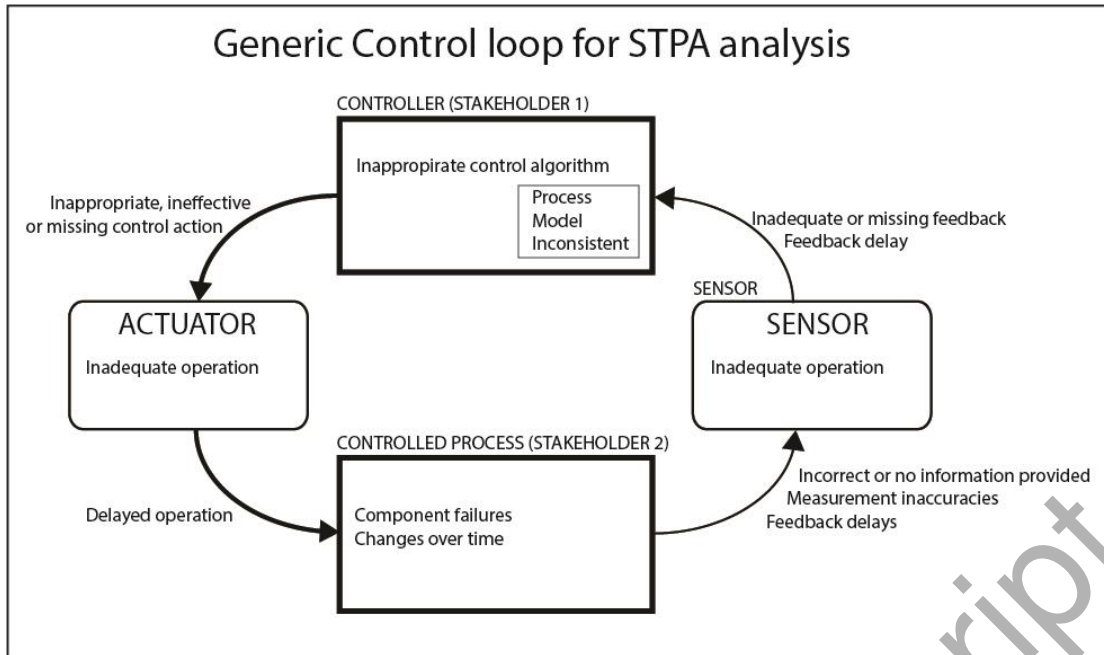 Generic Control loop for STPA analysis
CONTROLLER (STAKEHOLDER 1)
Inappropirate control algorithm
Process
Model
Inconsistent
Inappropriate, ineffective
or missing control action
Inadequate or missing feedback
Feedback delay
ACTUATOR
Inadequate operation
SENSOR
SENSOR
Inadequate operation
CONTROLLED PROCESS (STAKEHOLDER 2)
Component failures
Changes over time
Delayed operation
Incorrect or no information provided
Measurement inaccuracies
Feedback delays
ript